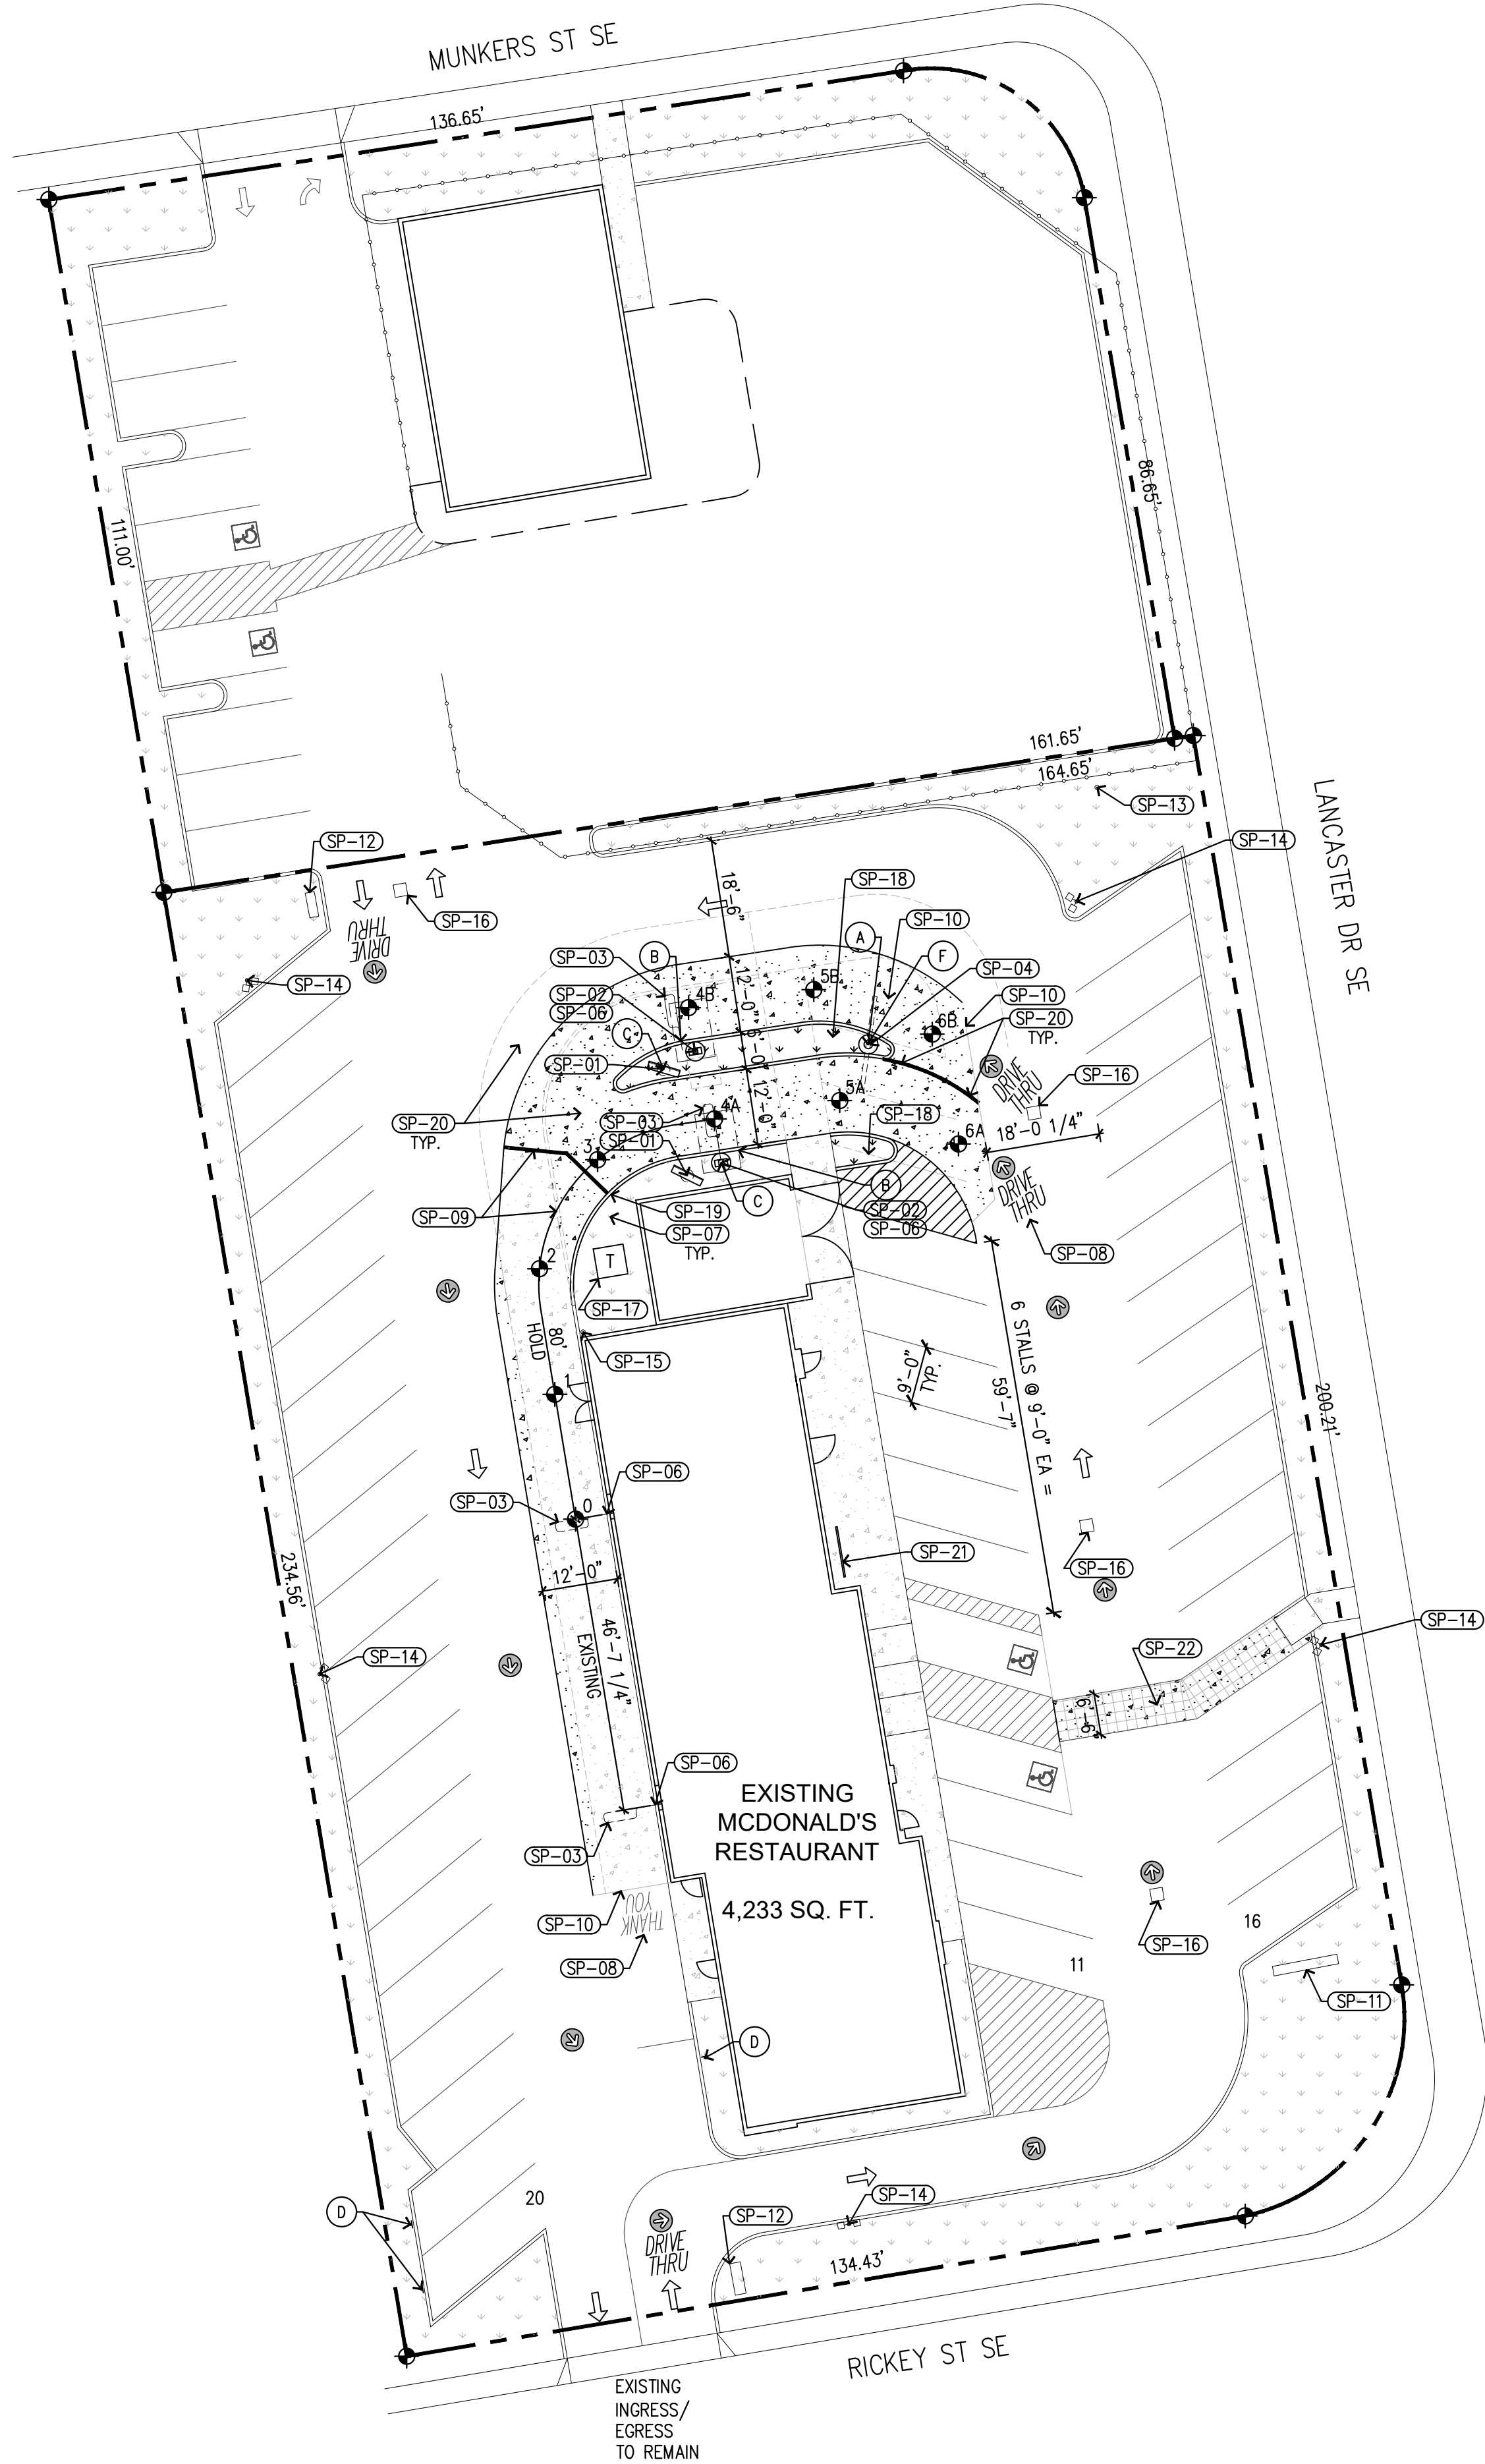 MUNKERS ST SE
136.65'
86.65'
111.00'
161.65'
164.65'
SP-13
LANCASTER DR SE
SP-12
SP-14
SP-16
DRIVE
THRU
SP-14
18'-6"
SP-18
SP-10
A
F
B
SP-03
SP-04
SP-02
SP-06
4B
5B
12'-0"
6'-0"
SP-10
6B
SP-20
TYP.
C
SP-01
DRIVE
THRU
SP-16
12'-0"
5A
SP-18
SP-20
TYP.
SP-03
4A
SP-01
6A
18'-0 1/4"
3
B
C
SP-02
SP-06
DRIVE
THRU
SP-09
SP-19
SP-07
TYP.
SP-08
2
T
SP-17
80'
HOLD
SP-15
6 STALLS @ 9'-0" EA =
59'-7"
9'-0"
TYP.
1
200.21'
SP-06
SP-03
0
SP-21
SP-16
234.56'
12'-0"
46'-7 1/4"
EXISTING
SP-14
SP-14
SP-22
6'-6"
SP-06
EXISTING
MCDONALD'S
RESTAURANT
4,233 SQ. FT.
SP-03
SP-10
THANK
YOU
SP-08
16
SP-16
11
SP-11
D
20
D
SP-14
SP-12
DRIVE
THRU
134.43'
RICKEY ST SE
EXISTING
INGRESS/
EGRESS
TO REMAIN